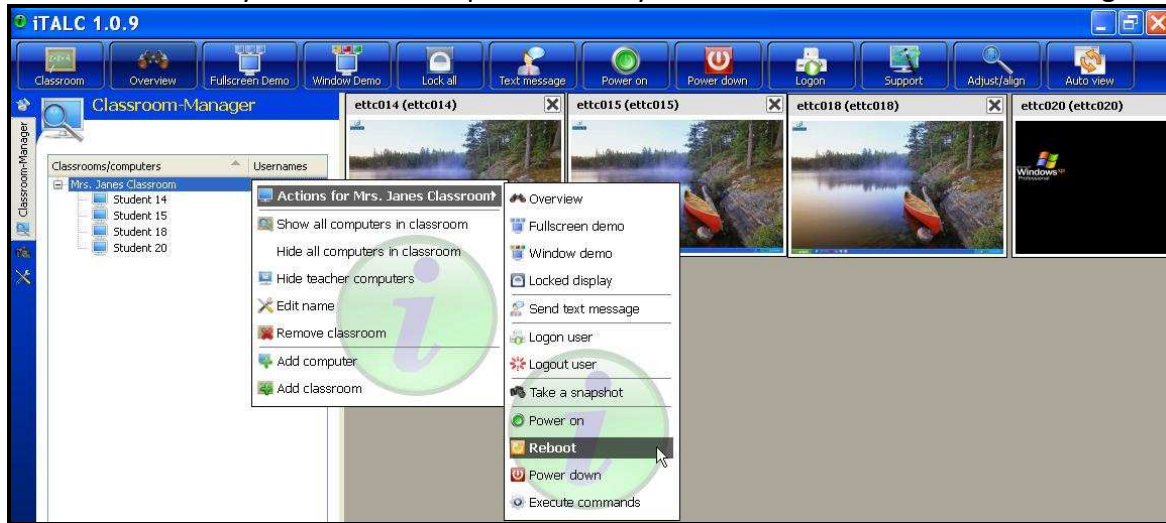 iTALC 1.0.9
Classroom
Overview
Fullscreen Demo
Window Demo
Lock all
Text message
Power on
Power down
Logon
Support
Adjust/align
Auto view
Classroom-Manager
Classroom-Manager
Classrooms/computers
Usernames
Mrs. Janes Classroom
Student 14
Student 15
Student 18
Student 20
ettc014 (ettc014)
ettc015 (ettc015)
ettc018 (ettc018)
ettc020 (ettc020)
Windows xp
Professional
Actions for Mrs. Janes Classroom
Show all computers in classroom
Hide all computers in classroom
Hide teacher computers
Edit name
Remove classroom
Add computer
Add classroom
Overview
Fullscreen demo
Window demo
Locked display
Send text message
Logon user
Logout user
Take a snapshot
Power on
Reboot
Power down
Execute commands